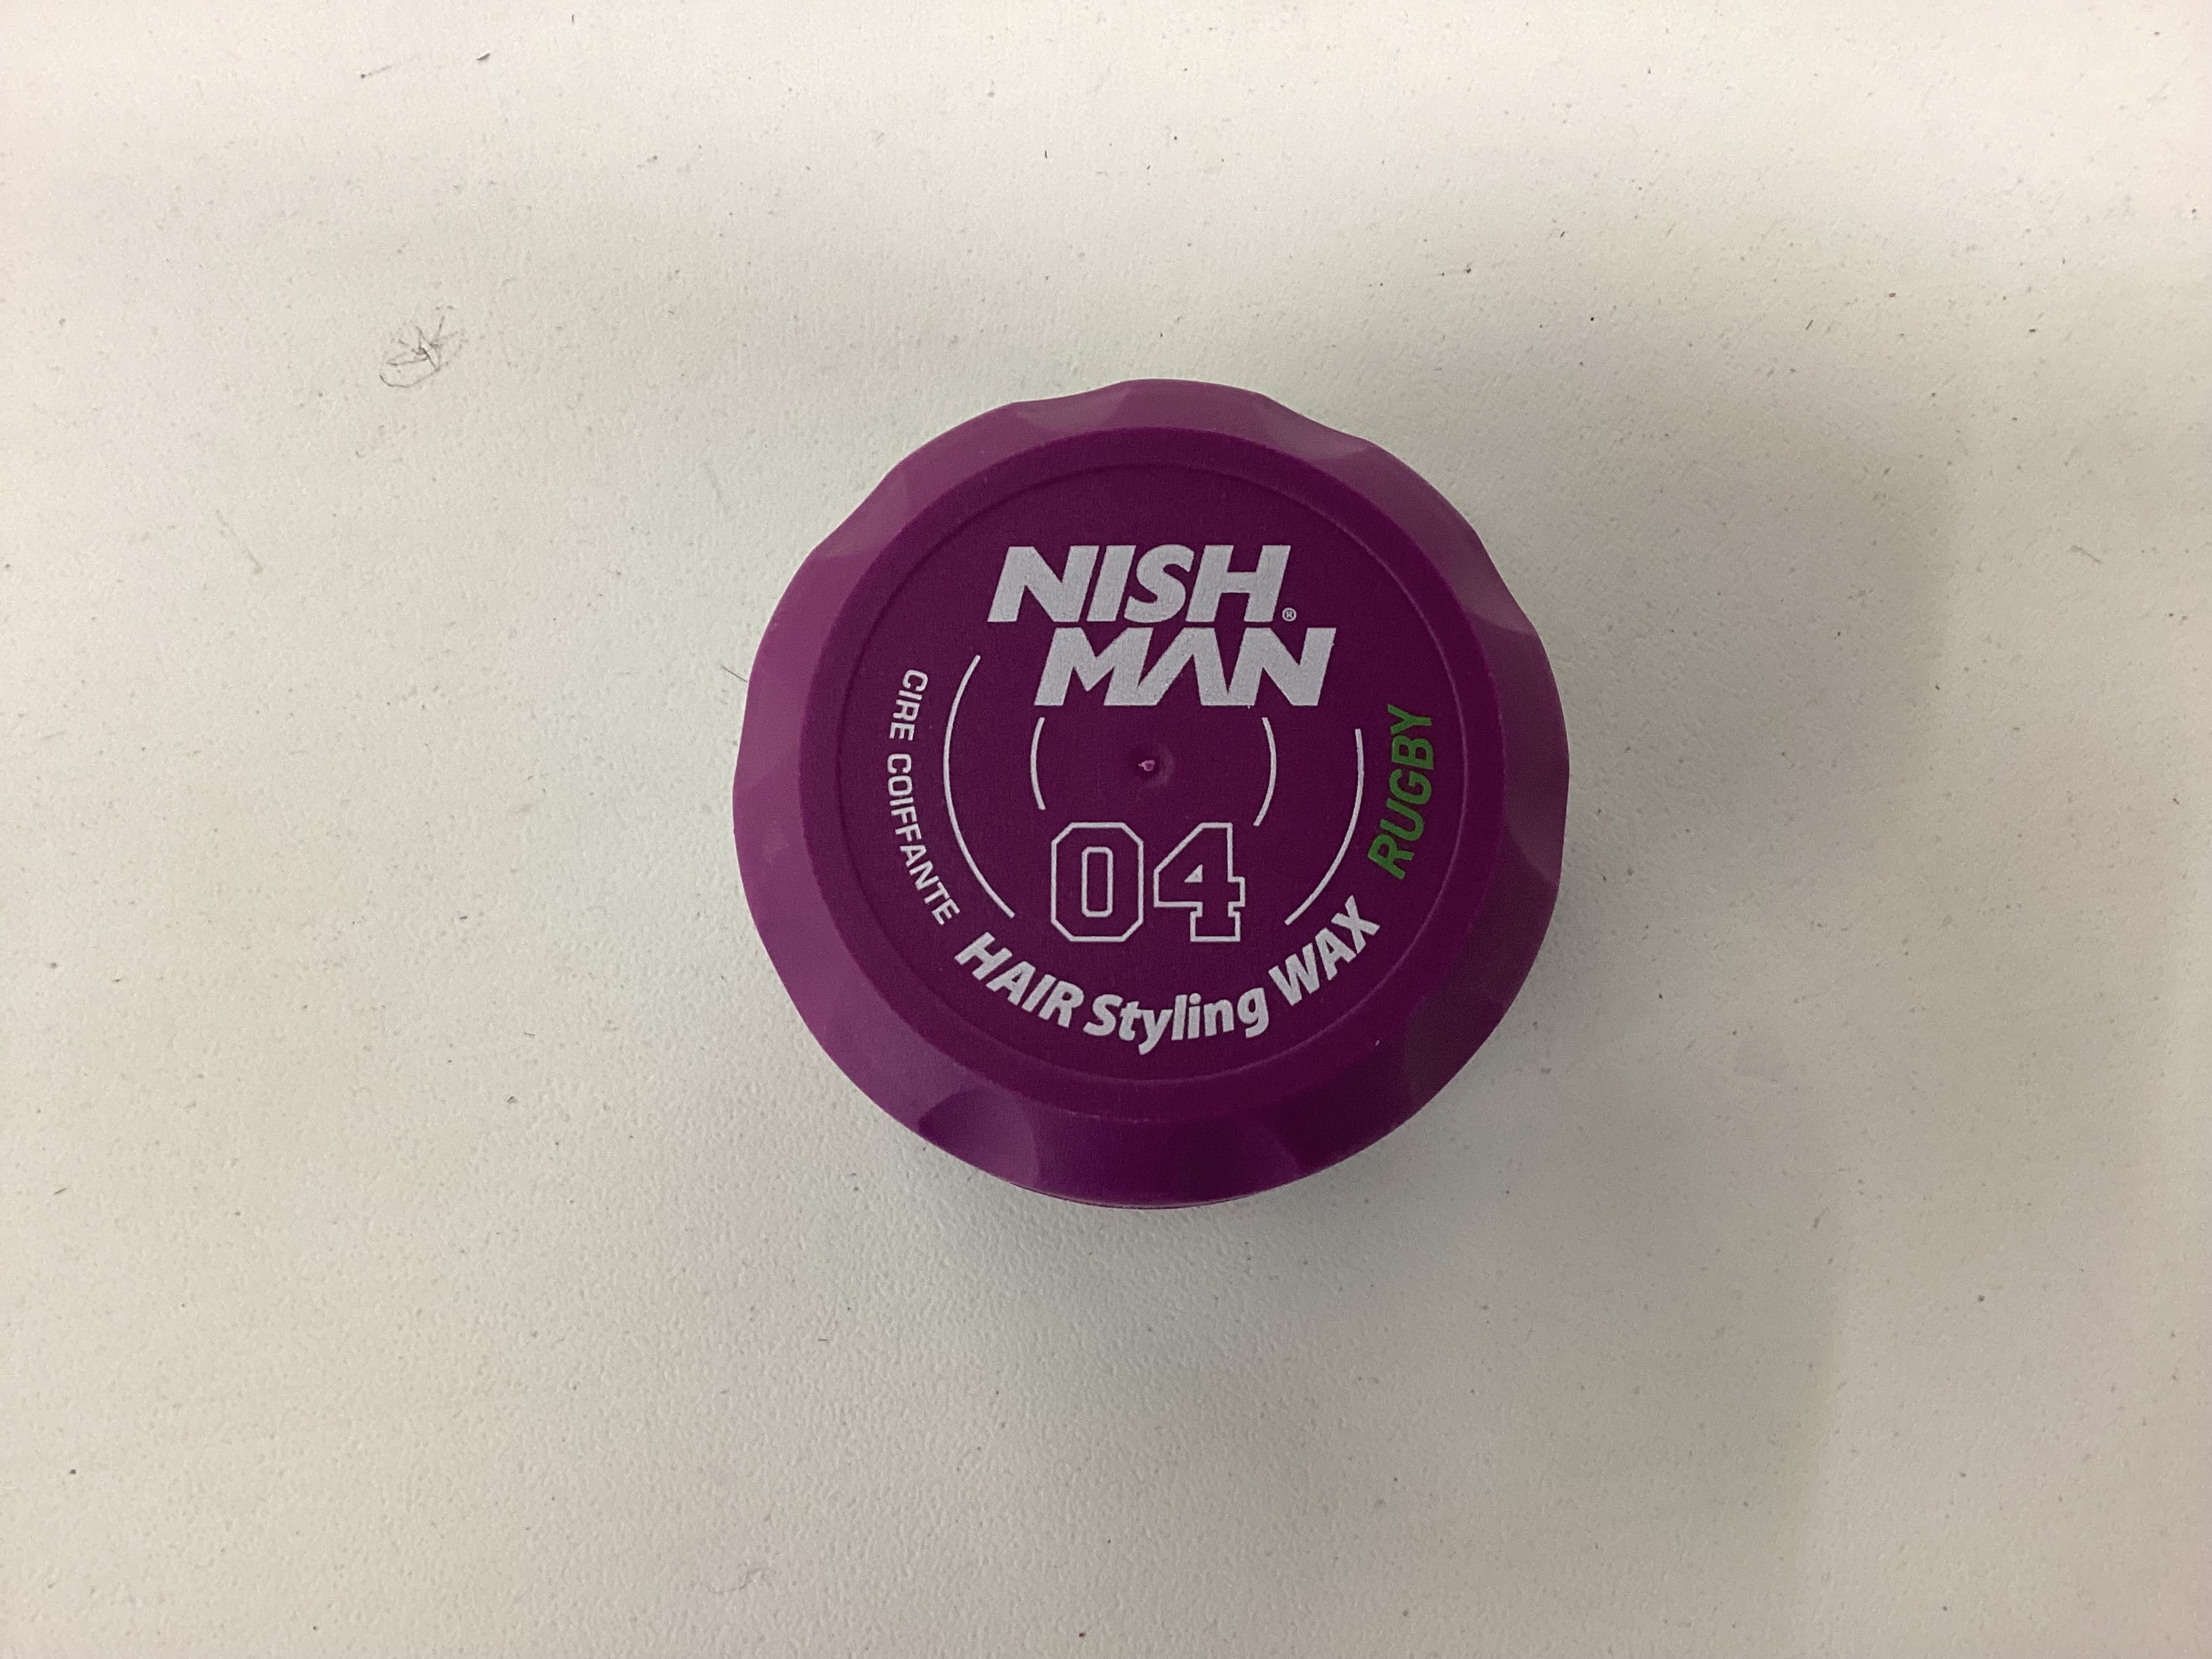 NISH®
MAN
04
CIRE COIFFANTE HAIR Styling WAX RUGBY